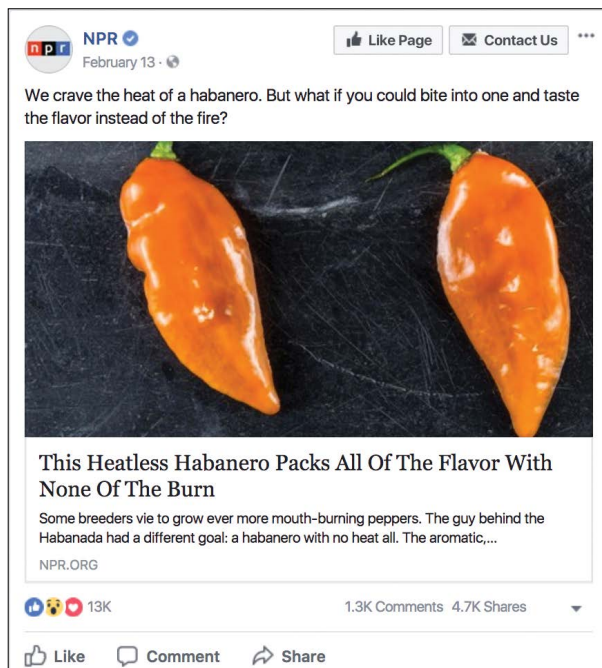 npr
NPR
Like Page
Contact Us
February 13 ·
We crave the heat of a habanero. But what if you could bite into one and taste
the flavor instead of the fire?
This Heatless Habanero Packs All Of The Flavor With
None Of The Burn
Some breeders vie to grow ever more mouth-burning peppers. The guy behind the
Habanada had a different goal: a habanero with no heat all. The aromatic,...
NPR.ORG
13K
1.3K Comments 4.7K Shares
Like Comment Share